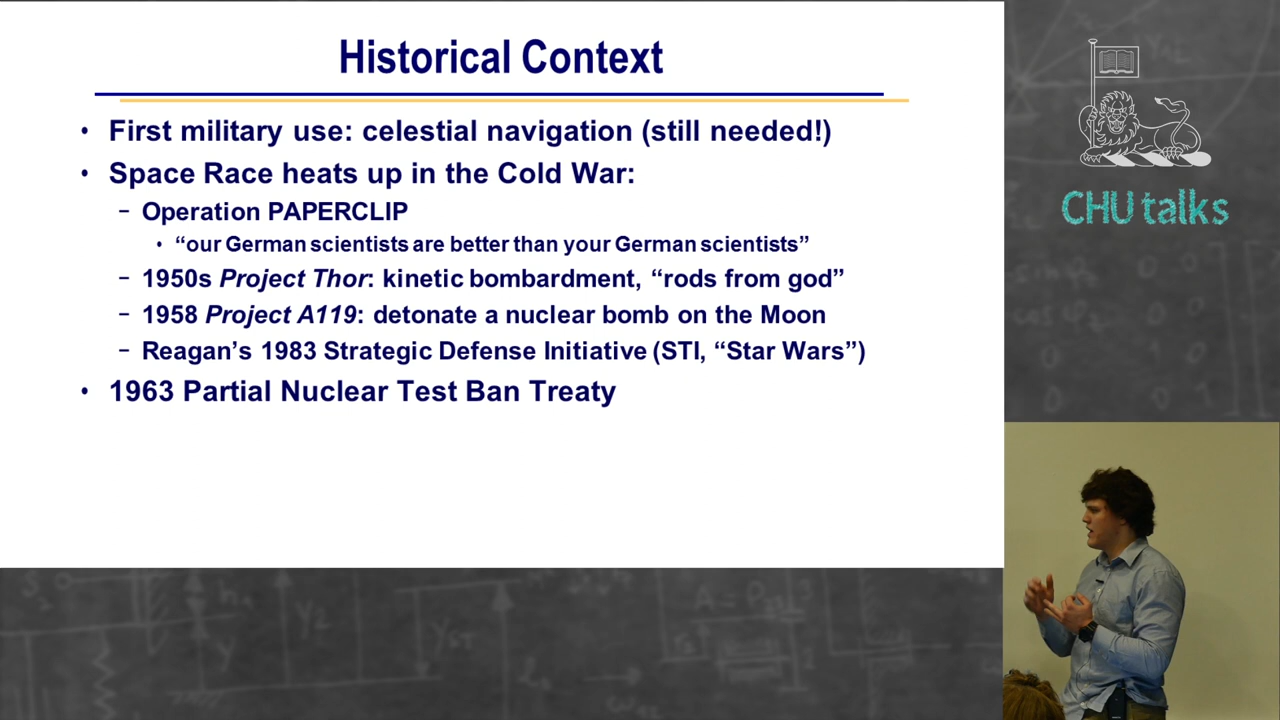 Historical Context
• First military use: celestial navigation (still needed!)
• Space Race heats up in the Cold War:
– Operation PAPERCLIP
• “our German scientists are better than your German scientists”
– 1950s Project Thor: kinetic bombardment, “rods from god”
– 1958 Project A119: detonate a nuclear bomb on the Moon
– Reagan’s 1983 Strategic Defense Initiative (STI, “Star Wars”)
• 1963 Partial Nuclear Test Ban Treaty
CHU talks